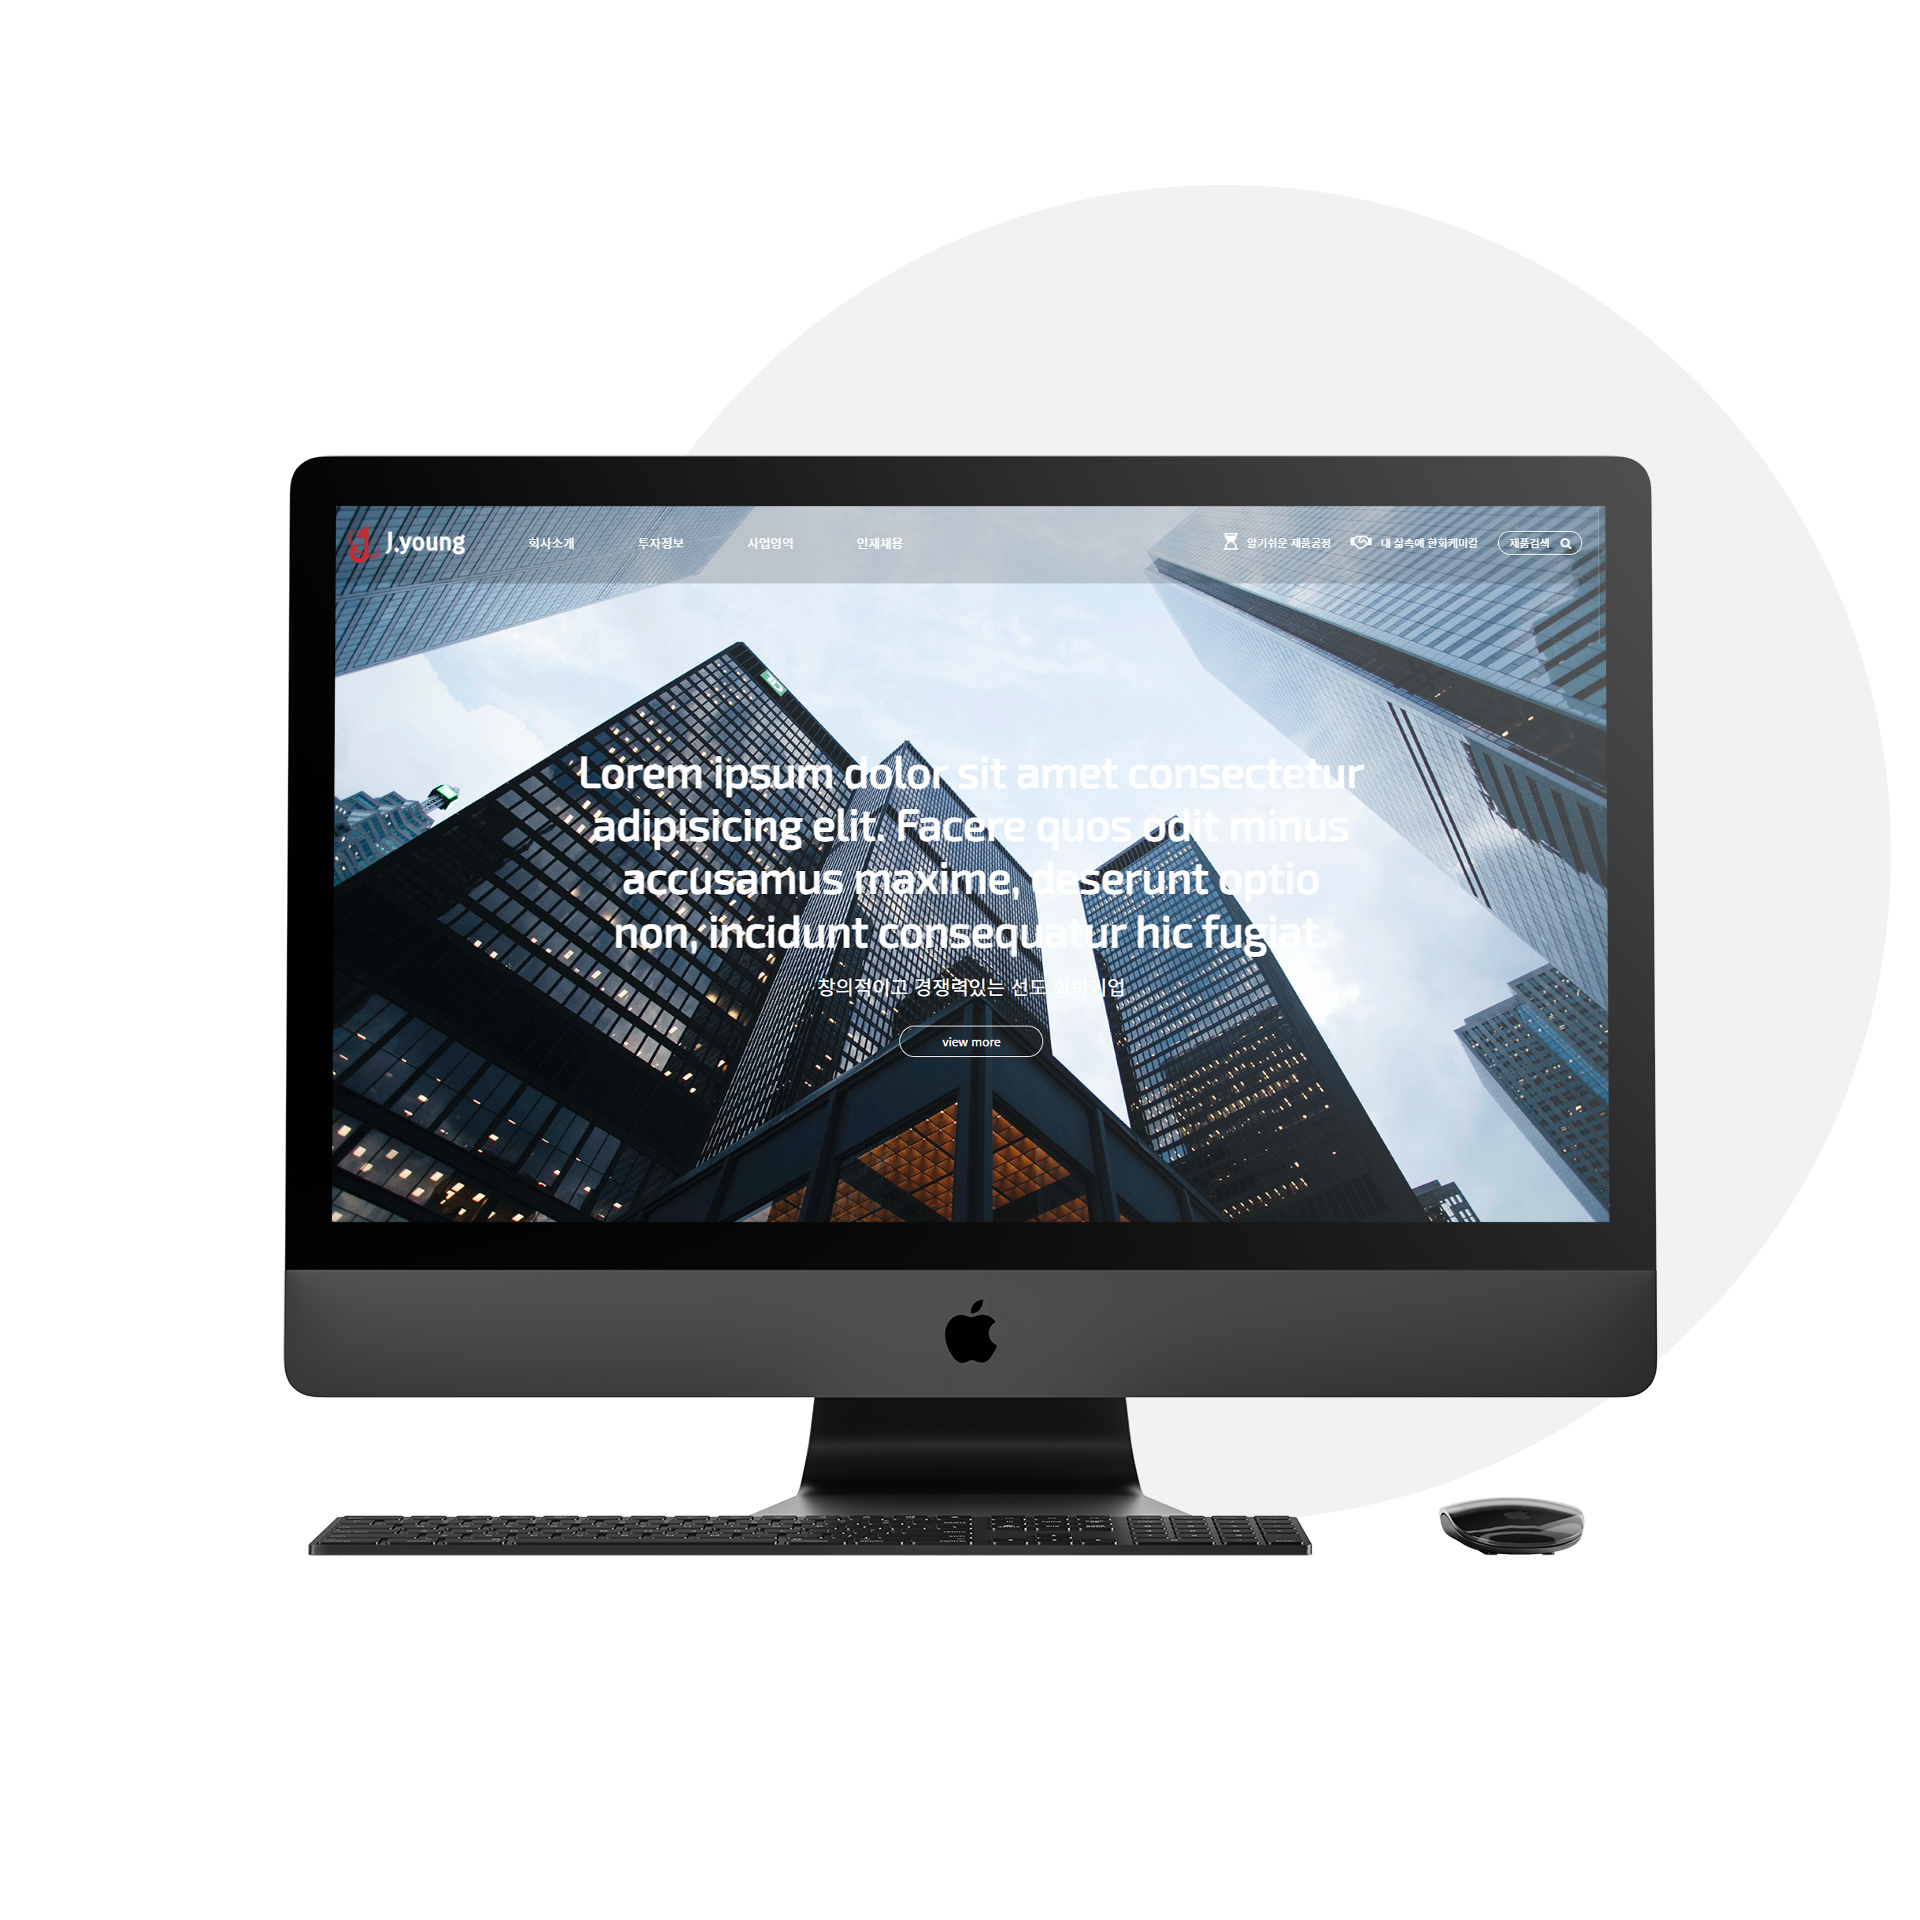 J.young
회사소개
투자정보
사업영역
인재채용
알기쉬운 제품공정
내 삶속에 한화케미칼
제품검색
TD
Lorem ipsum dolor sit amet consectetur
adipisicing elit. Facere quos odit minus
accusamus maxime, deserunt optio
non, incidunt consequatur hic fugiat.
창의적이고 경쟁력있는 선도 화학기업
view more